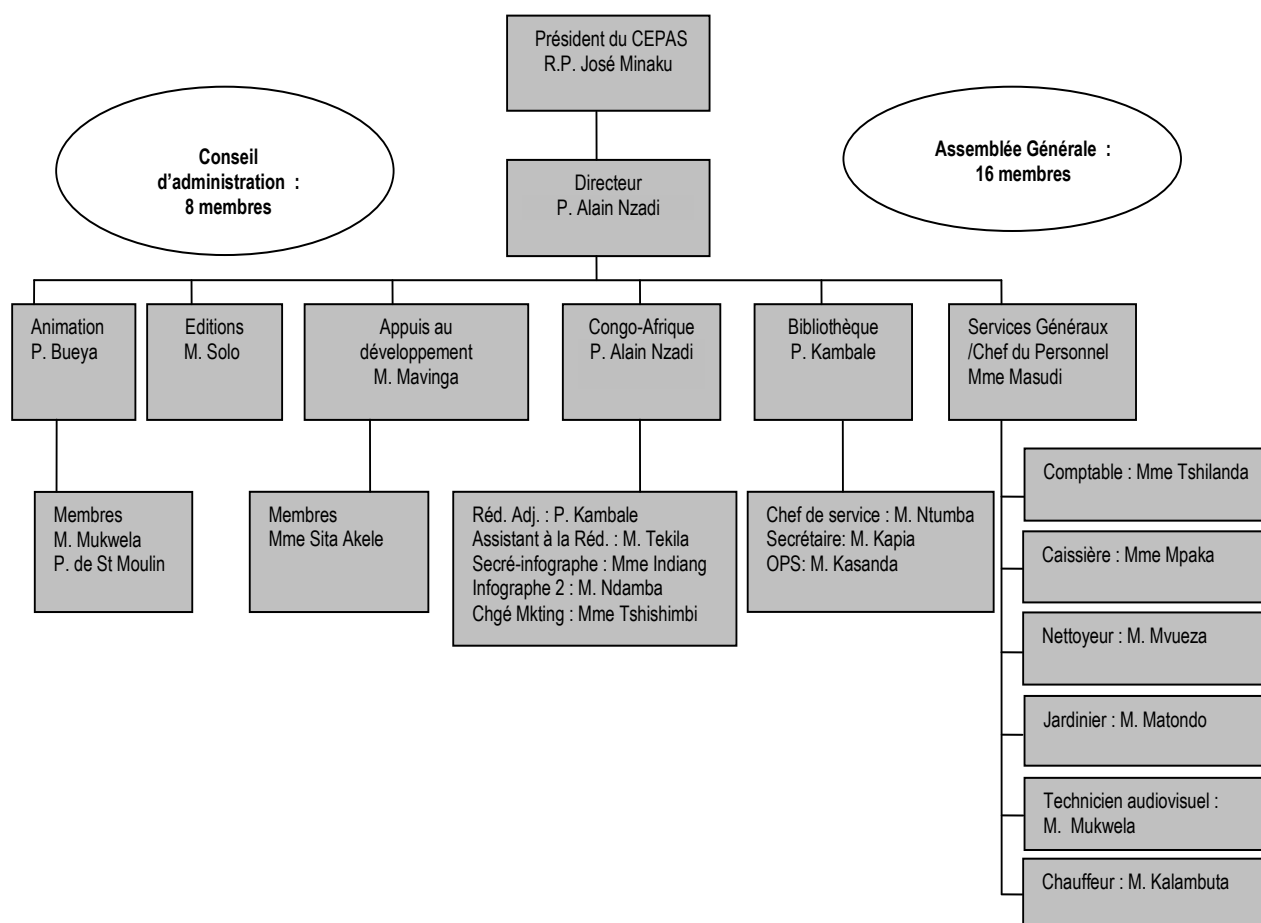 Président du CEPAS
R.P. José Minaku
Conseil
d'administration :
8 membres
Assemblée Générale :
16 membres
Directeur
P. Alain Nzadi
Animation
P. Bueya
Editions
M. Solo
Appuis au
développement
M. Mavinga
Congo-Afrique
P. Alain Nzadi
Bibliothèque
P. Kambale
Services Généraux
/Chef du Personnel
Mme Masudi
Membres
M. Mukwela
P. de St Moulin
Membres
Mme Sita Akele
Réd. Adj. : P. Kambale
Assistant à la Réd. : M. Tekila
Secré-infographe : Mme Indiang
Infographe 2 : M. Ndamba
Chgé Mkting : Mme Tshishimbi
Chef de service : M. Ntumba
Secrétaire: M. Kapia
OPS: M. Kasanda
Comptable : Mme Tshilanda
Caissière : Mme Mpaka
Nettoyeur : M. Mvueza
Jardinier : M. Matondo
Technicien audiovisuel :
M. Mukwela
Chauffeur : M. Kalambuta